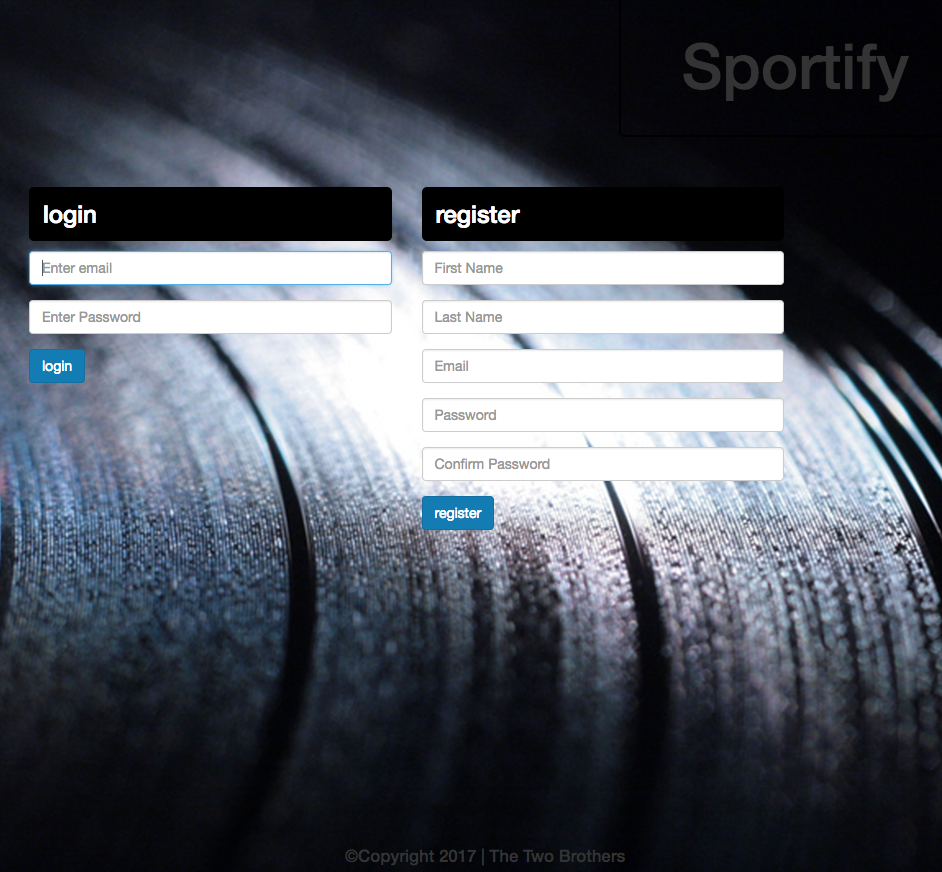 Sportify
login
Enter email
Enter Password
login
register
First Name
Last Name
Email
Password
Confirm Password
register
©Copyright 2017 | The Two Brothers